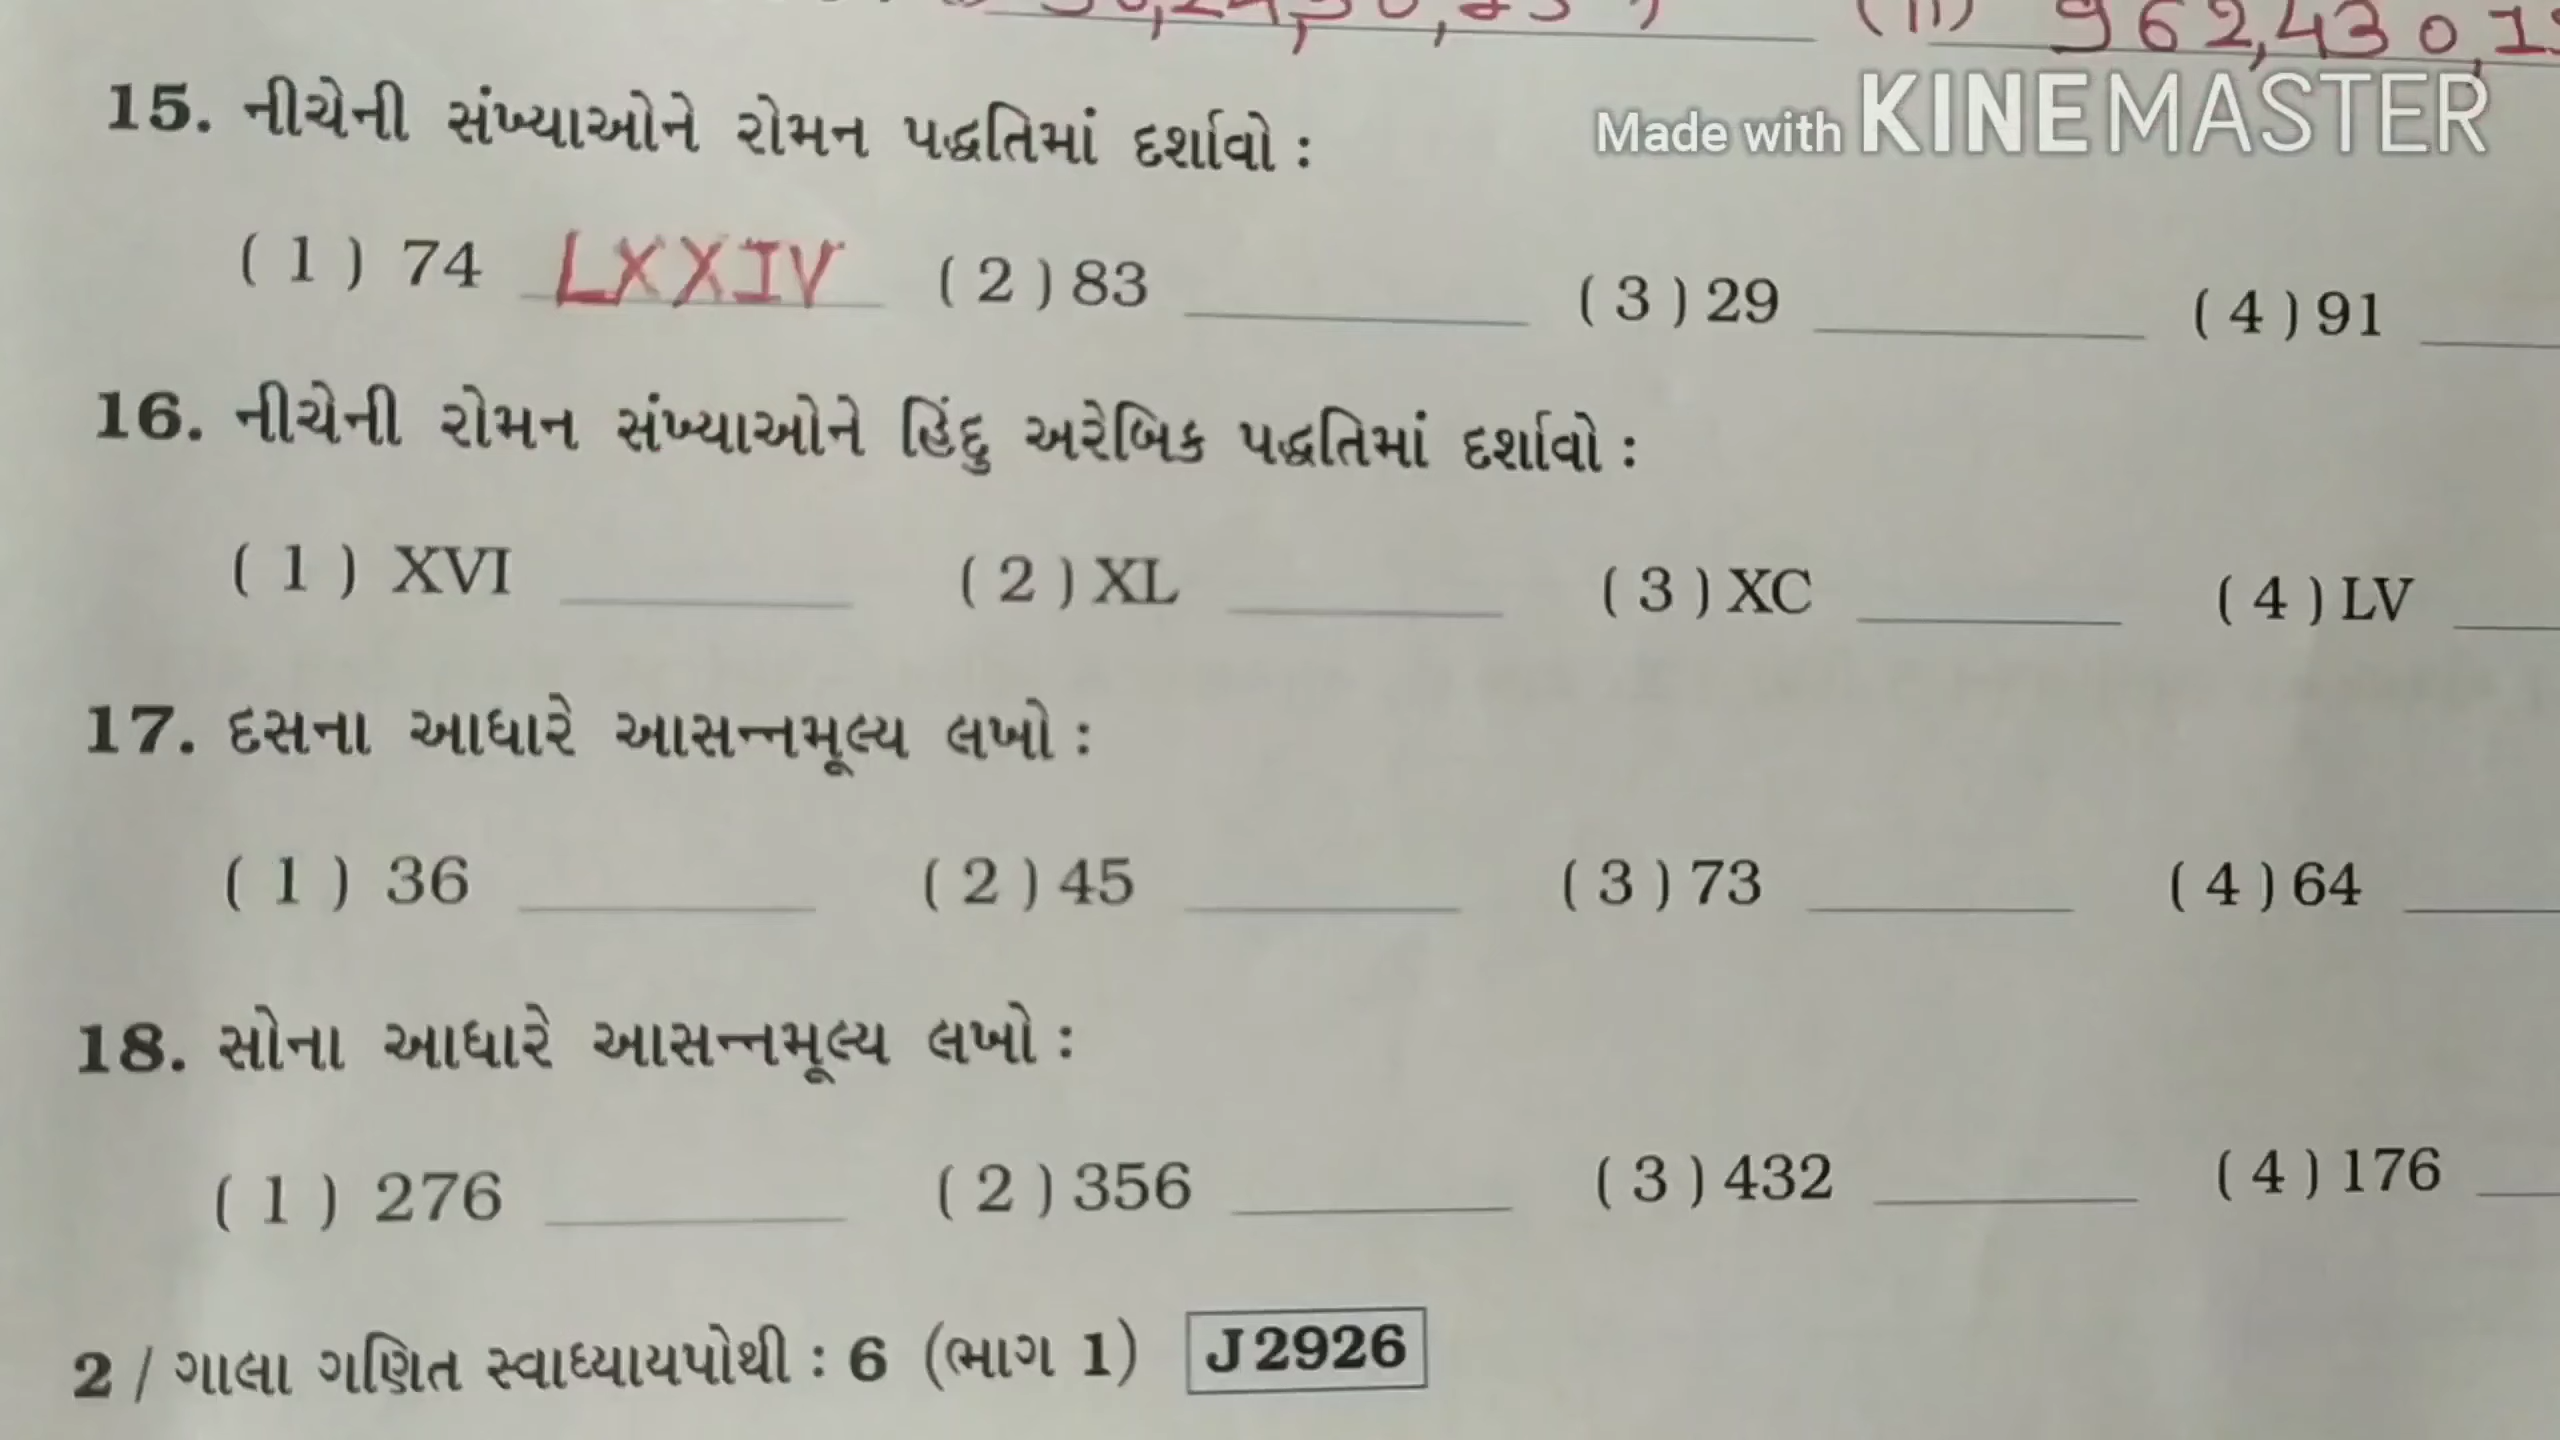 (11) 962,430,1
Made with KINEMASTER
15. નીચેની સંખ્યાઓને રોમન પદ્ધતિમાં દર્શાવો :
( 1 ) 74 LXXIV ( 2 ) 83 ( 3 ) 29 ( 4 ) 91
16. નીચેની રોમન સંખ્યાઓને હિંદુ અરેબિક પદ્ધતિમાં દર્શાવો :
( 1 ) XVI ( 2 ) XL ( 3 ) XC ( 4 ) LV
17. દસના આધારે આસન્નમૂલ્ય લખો :
( 1 ) 36 ( 2 ) 45 ( 3 ) 73 ( 4 ) 64
18. સોના આધારે આસન્નમૂલ્ય લખો :
( 1 ) 276 ( 2 ) 356 ( 3 ) 432 ( 4 ) 176
2 / ગાલા ગણિત સ્વાધ્યાયપોથી : 6 (ભાગ 1) J2926